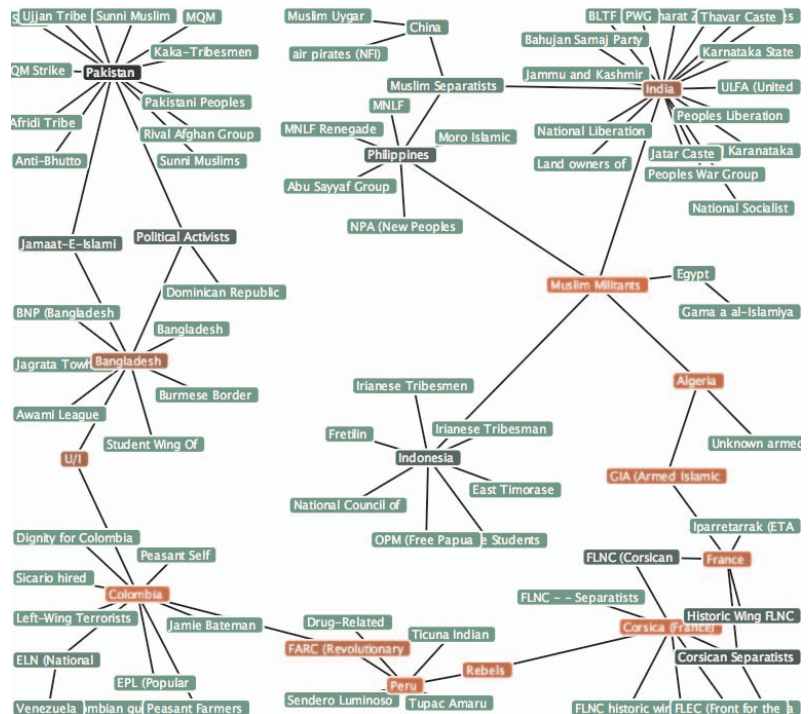 Ujjan Tribe
Sunni Muslim
MQM
Muslim Uygar
China
BLTF
PWG
Thavar Caste
Kaka-Tribesmen
air pirates (NFI)
Bahujan Samaj Party
Karnataka State
QM Strike
Pakistan
Jammu and Kashmir
India
ULFA (United
Muslim Separatists
Pakistani Peoples
MNLF
Peoples Liberation
Afridi Tribe
Rival Afghan Group
MNLF Renegade
Moro Islamic
National Liberation
Anti-Bhutto
Sunni Muslims
Philippines
Land owners of
Jatar Caste
Karanataka
Peoples War Group
Abu Sayyaf Group
National Socialist
NPA (New Peoples
Jamaat-E-Islami
Political Activists
Egypt
Muslim Militants
Dominican Republic
BNP (Bangladesh
Gama a al-Islamiya
Bangladesh
Jagrata Tow
Bangladesh
Algeria
Irianese Tribesmen
Burmese Border
Awami League
Irianese Tribesman
Fretilin
Student Wing Of
Unknown armed
U/I
Indonesia
GIA (Armed Islamic
East Timorase
National Council of
Iparretarrak (ETA
Dignity for Colombia
OPM (Free Papua
e Students
Peasant Self
FLNC (Corsican
France
Sicario hired
Colombia
FLNC - - Separatists
Left-Wing Terrorists
Jamie Bateman
Drug-Related
Historic Wing FLNC
Ticuna Indian
Corsica (France)
FARC (Revolutionary
ELN (National
Rebels
Corsican Separatists
EPL (Popular
Peru
Sendero Luminoso
Tupac Amaru
Venezuela
mbian gu
Peasant Farmers
FLNC historic win
FLEC (Front for the
a